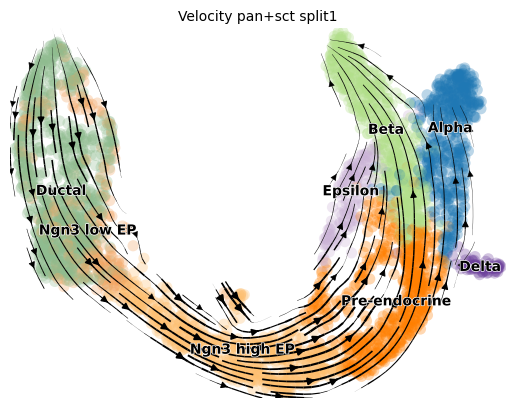 Velocity pan+sct split1
Beta
Alpha
Ductal
Epsilon
Ngn3 low EP
Delta
Pre-endocrine
Ngn3 high EP